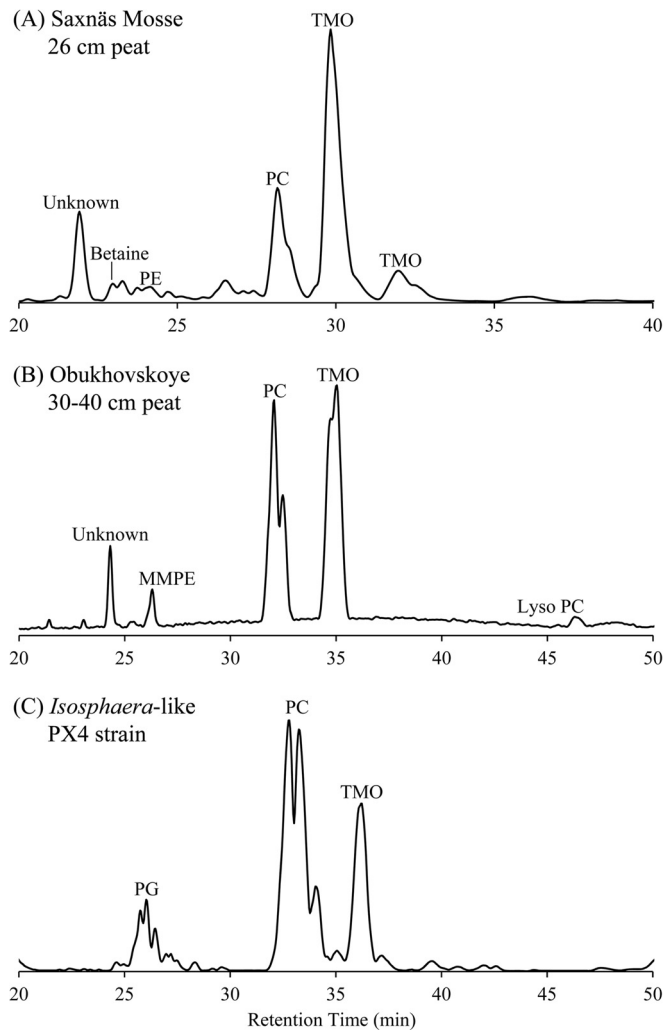 (A) Saxnäs Mosse
26 cm peat
TMO
PC
Unknown
Betaine
PE
TMO
20 25 30 35 40
(B) Obukhovskoye
30-40 cm peat
TMO
PC
Unknown
MMPE
Lyso PC
20 25 30 35 40 45 50
(C) Isosphaera-like
PX4 strain
PC
TMO
PG
20 25 30 35 40 45 50
Retention Time (min)